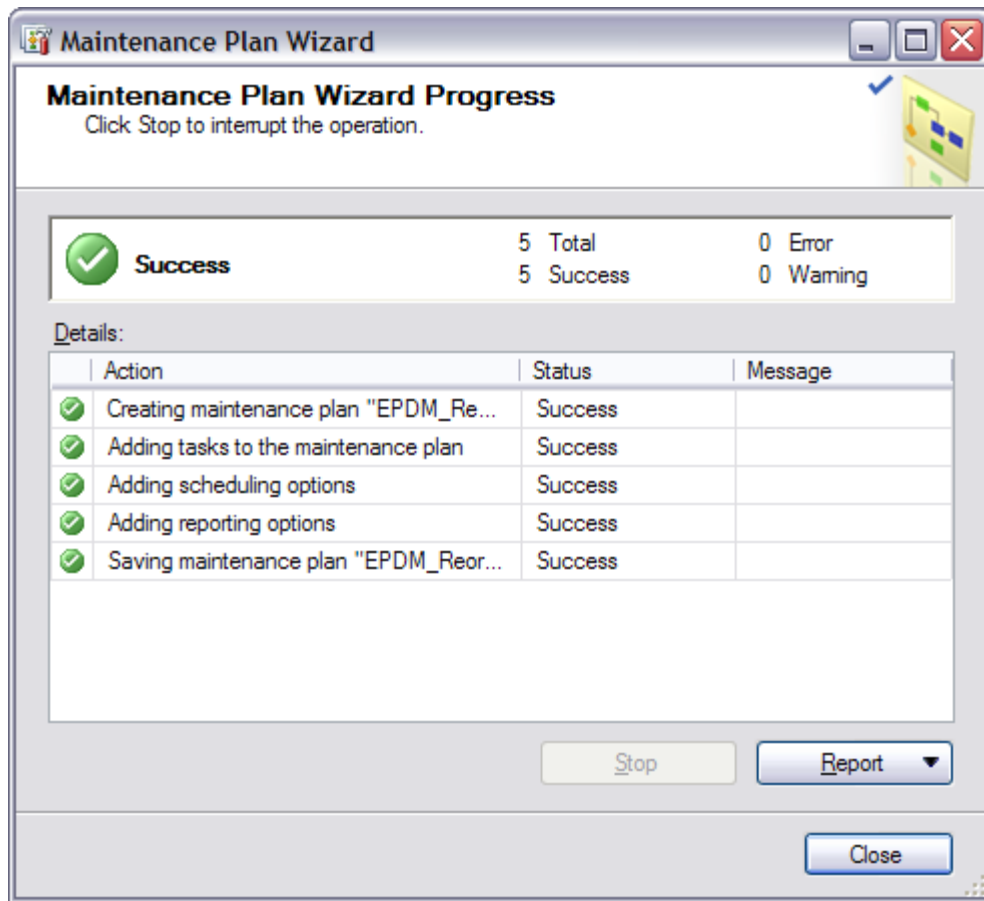 Maintenance Plan Wizard
Maintenance Plan Wizard Progress
Click Stop to interrupt the operation.
Success 5 Total 0 Error
5 Success 0 Warning
Details:
Action Status Message
Creating maintenance plan "EPDM_Re... Success
Adding tasks to the maintenance plan Success
Adding scheduling options Success
Adding reporting options Success
Saving maintenance plan "EPDM_Reor... Success
Stop Report
Close